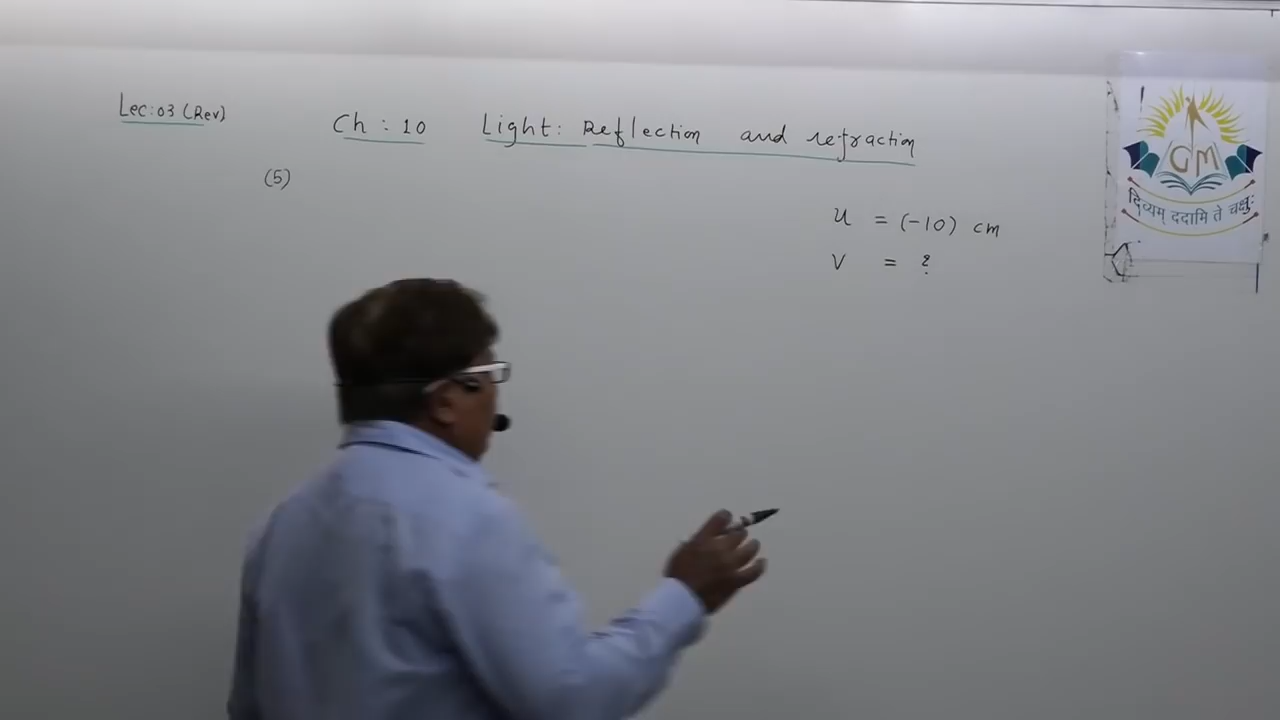 Lec:03 (Rev)
Ch : 10 Light: Reflection and refraction
(5)
u = (-10) cm
v = ?
GM
दिव्यम् ददामि ते चक्षुः